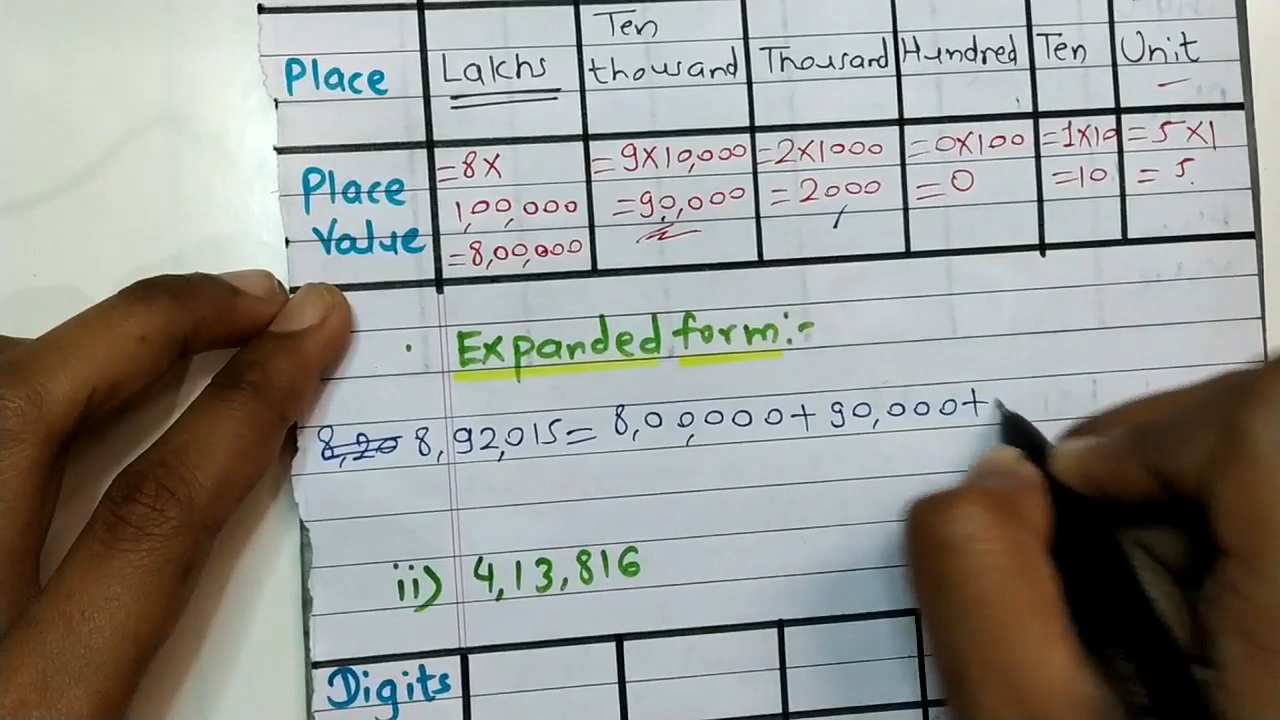 Place Lakhs Ten thousand Thousand Hundred Ten Unit
Place Value =8X 1,00,000 =8,00,000 =9X10,000 =90,000 =2X1000 =2000 =0X100 =0 =1X10 =10 =5X1 =5
Expanded form:-
8,20 8,92,015=8,00,000+90,000+
ii) 4,13,816
Digits